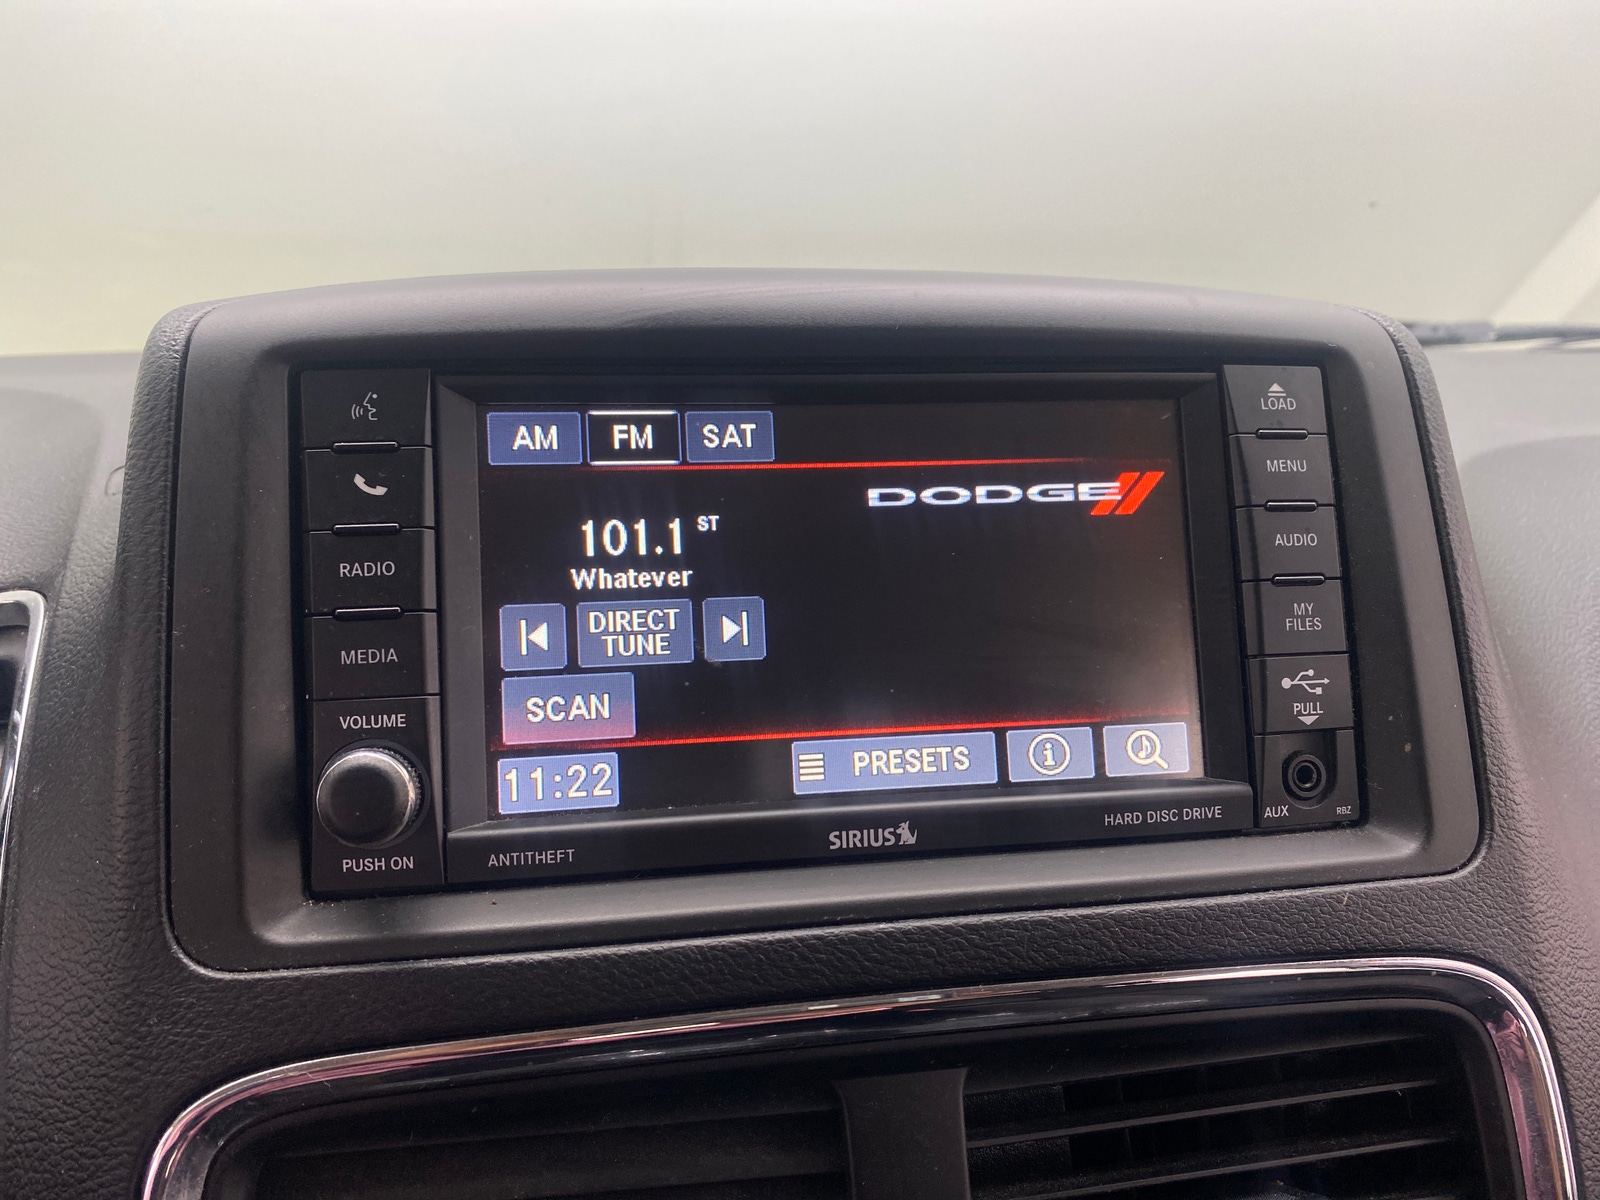 AM FM SAT
DODGE
101.1 ST
Whatever
DIRECT
TUNE
SCAN
11:22
PRESETS
i
RADIO
MEDIA
VOLUME
PUSH ON
ANTITHEFT
SIRIUS
HARD DISC DRIVE
LOAD
MENU
AUDIO
MY
FILES
PULL
AUX
RBZ